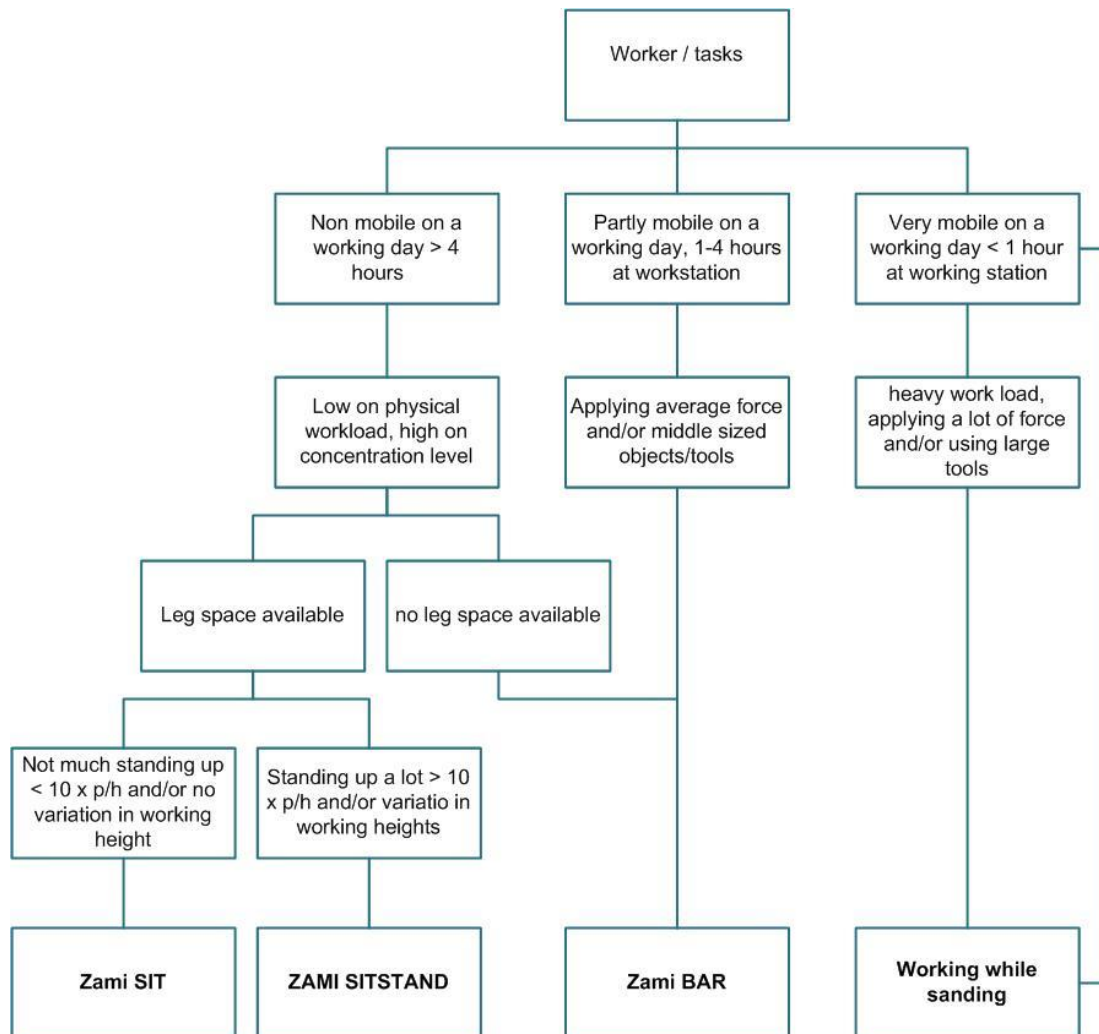 Worker / tasks
Non mobile on a
working day > 4
hours
Partly mobile on a
working day, 1-4 hours
at workstation
Very mobile on a
working day < 1 hour
at working station
Low on physical
workload, high on
concentration level
Applying average force
and/or middle sized
objects/tools
heavy work load,
applying a lot of force
and/or using large
tools
Leg space available
no leg space available
Not much standing up
< 10 x p/h and/or no
variation in working
height
Standing up a lot > 10
x p/h and/or variatio in
working heights
Zami SIT
ZAMI SITSTAND
Zami BAR
Working while
sanding